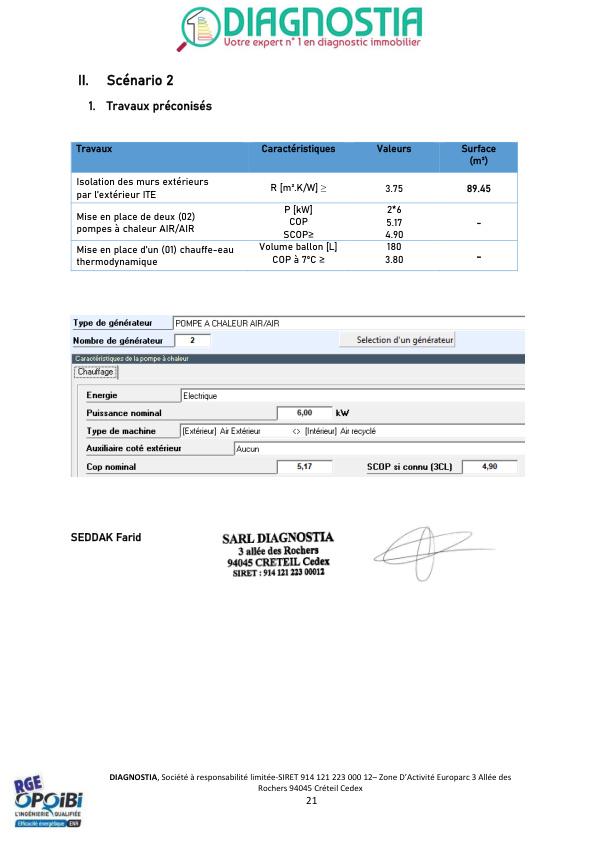 DIAGNOSTIA
Votre expert n°1 en diagnostic immobilier
II. Scénario 2
1. Travaux préconisés
Travaux Caractéristiques Valeurs Surface (m²)
Isolation des murs extérieurs par l'extérieur ITE R [m².K/W] ≥ 3.75 89.45
Mise en place de deux (02) pompes à chaleur AIR/AIR
P [kW] 2*6
COP 5.17
SCOP≥ 4.90
-
Mise en place d'un (01) chauffe-eau thermodynamique
Volume ballon [L] 180
COP à 7°C ≥ 3.80
-
Type de générateur POMPE A CHALEUR AIR/AIR
Nombre de générateur 2 Selection d'un générateur
Caractéristiques de la pompe à chaleur
Chauffage
Energie Electrique
Puissance nominal 6,00 kW
Type de machine [Extérieur] Air Extérieur <> [Intérieur] Air recyclé
Auxiliaire coté extérieur Aucun
Cop nominal 5,17 SCOP si connu (3CL) 4,90
SEDDAK Farid
SARL DIAGNOSTIA
3 allée des Rochers
94045 CRETEIL Cedex
SIRET : 914 121 223 00012
RGE
OPQIBI
L'INGÉNIERIE QUALIFIÉE
Efficacité énergétique ENR
DIAGNOSTIA, Société à responsabilité limitée-SIRET 914 121 223 000 12– Zone D'Activité Europarc 3 Allée des
Rochers 94045 Créteil Cedex
21